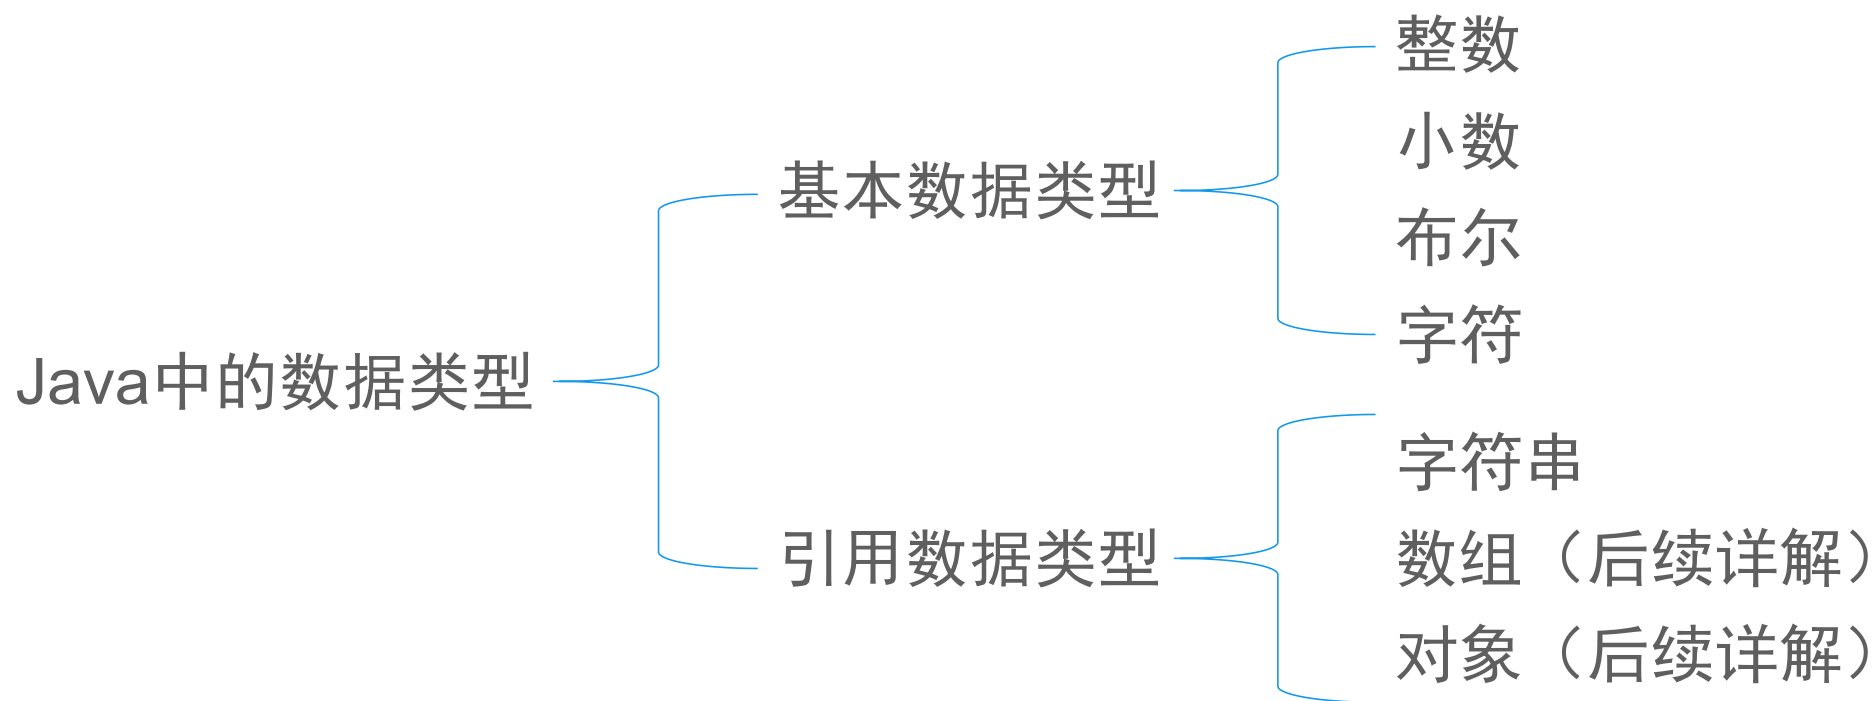 Java中的数据类型
基本数据类型
整数
小数
布尔
字符
引用数据类型
字符串
数组（后续详解）
对象（后续详解）